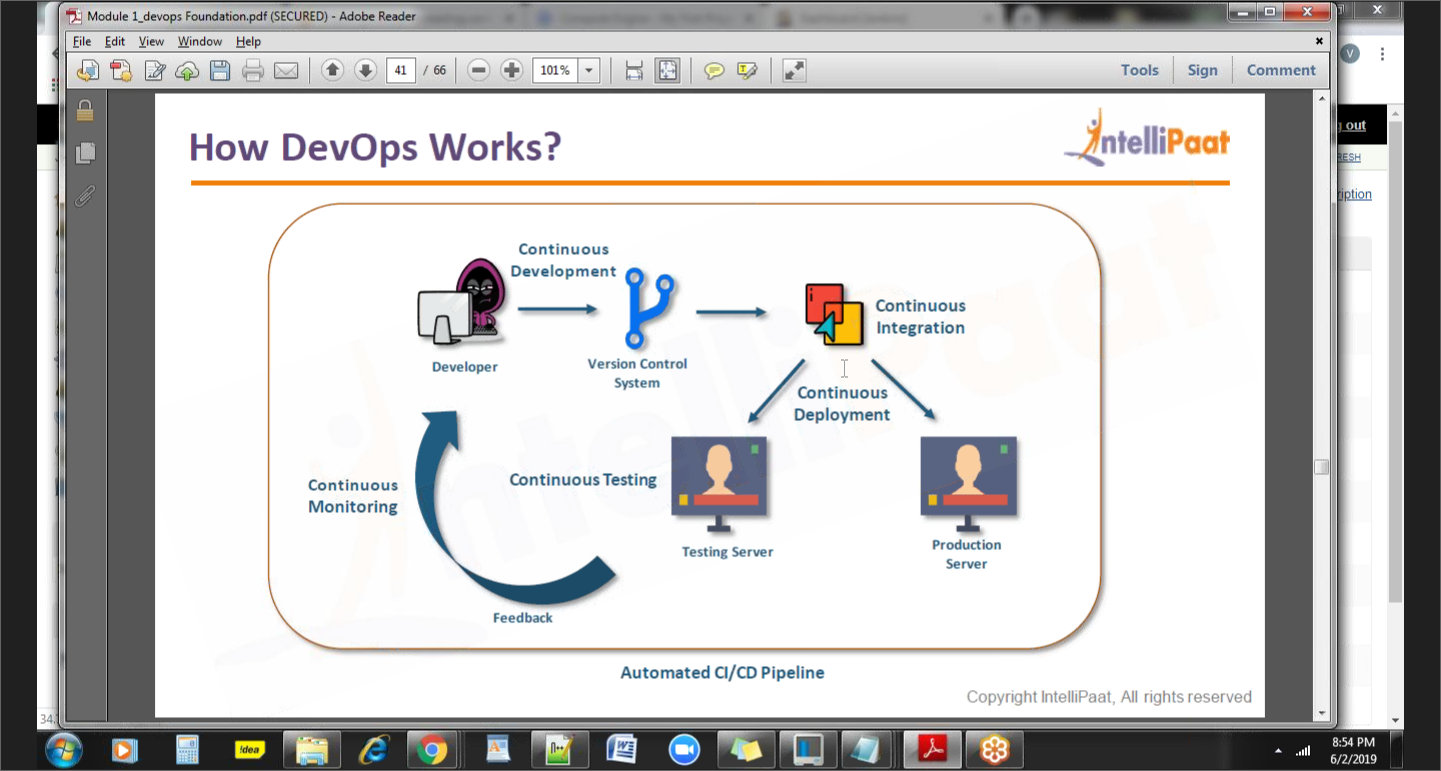 Module 1_devops Foundation.pdf (SECURED) - Adobe Reader
File Edit View Window Help
41 / 66 101% Tools Sign Comment
How DevOps Works?
IntelliPaat
Continuous
Development
Continuous
Integration
Developer
Version Control
System
Continuous
Deployment
Continuous
Monitoring
Continuous Testing
Testing Server
Production
Server
Feedback
Automated CI/CD Pipeline
Copyright IntelliPaat, All rights reserved
out
RESH
ription
V
34.
!dea
8:54 PM
6/2/2019